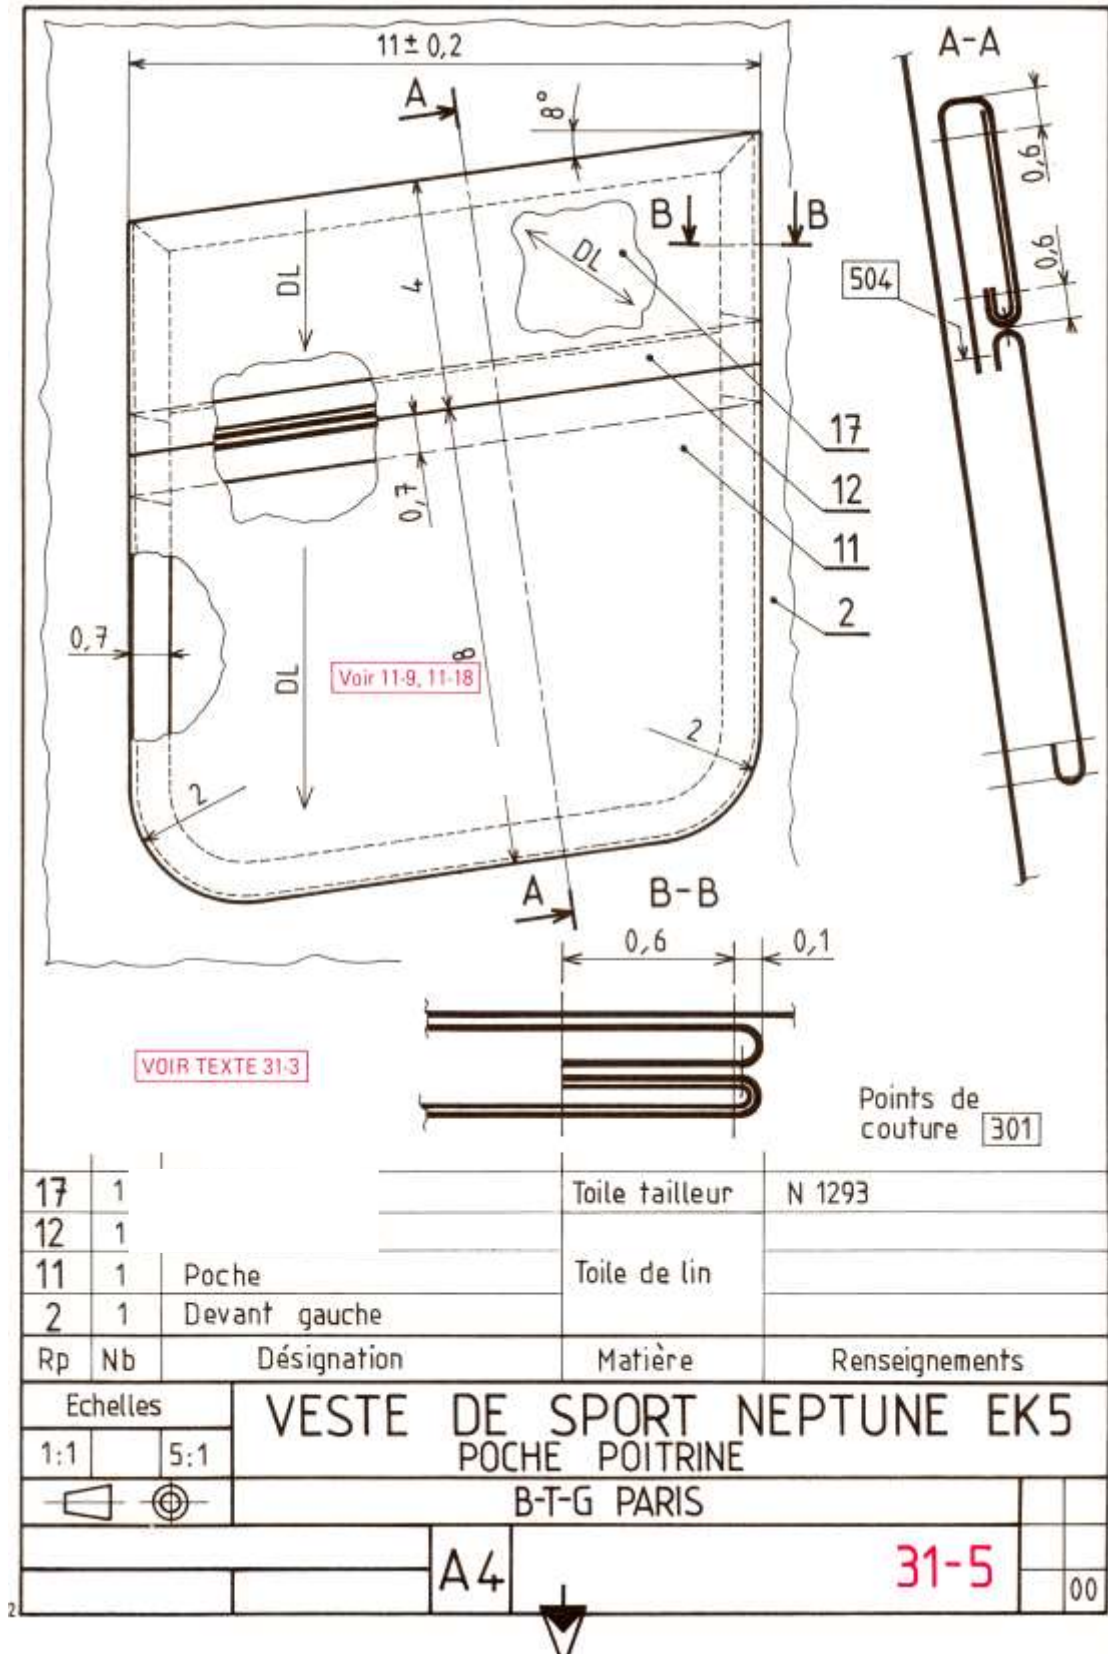 11 ± 0,2
A-A
A
8°
0,6
B B
DL
DL
4
0,6
504
17
12
0,7
11
2
0,7
8
DL
Voir 11-9, 11-18
2
2
A
B-B
0,6 0,1
VOIR TEXTE 31-3
Points de
couture 301
17 1 Toile tailleur N 1293
12 1
11 1 Poche Toile de lin
2 1 Devant gauche
Rp Nb Désignation Matière Renseignements
Echelles
VESTE DE SPORT NEPTUNE EK5
1:1 5:1 POCHE POITRINE
B-T-G PARIS
A4 31-5
00
2